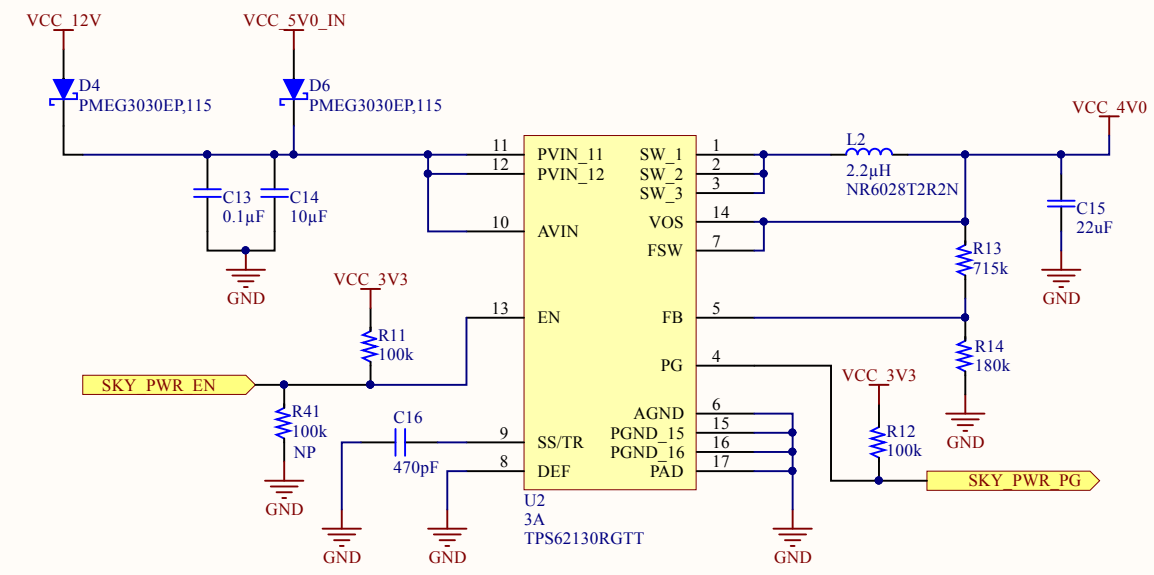 VCC_12V
VCC_5V0_IN
D4
PMEG3030EP,115
D6
PMEG3030EP,115
VCC_4V0
11
PVIN_11
12
PVIN_12
10
AVIN
13
EN
9
SS/TR
8
DEF
SW_1
1
SW_2
2
SW_3
3
VOS
14
FSW
7
FB
5
PG
4
AGND
6
PGND_15
15
PGND_16
16
PAD
17
U2
3A
TPS62130RGTT
L2
2.2µH
NR6028T2R2N
C13
0.1µF
C14
10µF
GND
C15
22uF
GND
R13
715k
R14
180k
GND
VCC_3V3
R11
100k
SKY_PWR_EN
R41
100k
NP
GND
C16
470pF
GND
GND
GND
VCC_3V3
R12
100k
SKY_PWR_PG